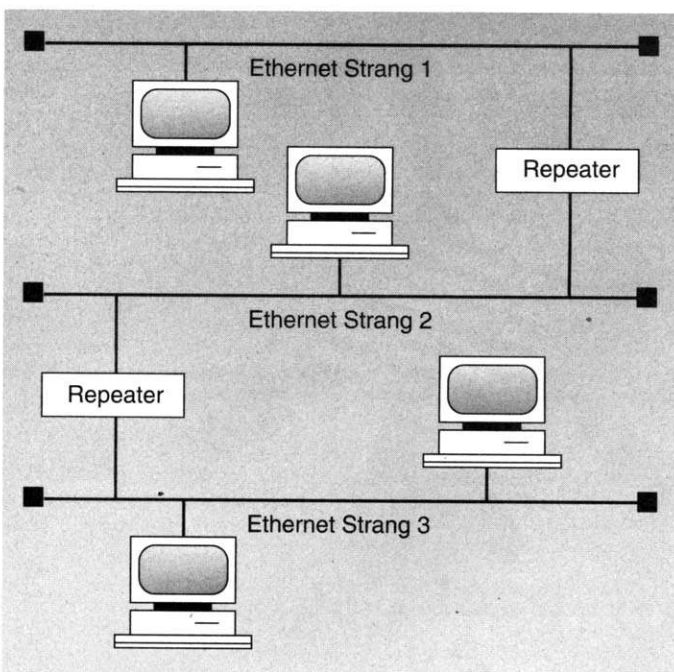 Ethernet Strang 1
Repeater
Ethernet Strang 2
Repeater
Ethernet Strang 3